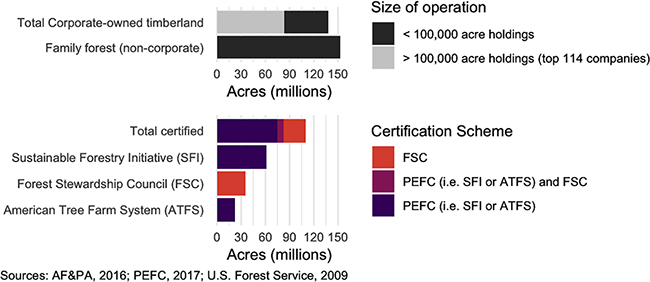 Size of operation
Total Corporate-owned timberland
Family forest (non-corporate)
0 30 60 90 120 150
Acres (millions)
< 100,000 acre holdings
> 100,000 acre holdings (top 114 companies)
Total certified
Sustainable Forestry Initiative (SFI)
Forest Stewardship Council (FSC)
American Tree Farm System (ATFS)
0 30 60 90 120 150
Acres (millions)
Certification Scheme
FSC
PEFC (i.e. SFI or ATFS) and FSC
PEFC (i.e. SFI or ATFS)
Sources: AF&PA, 2016; PEFC, 2017; U.S. Forest Service, 2009